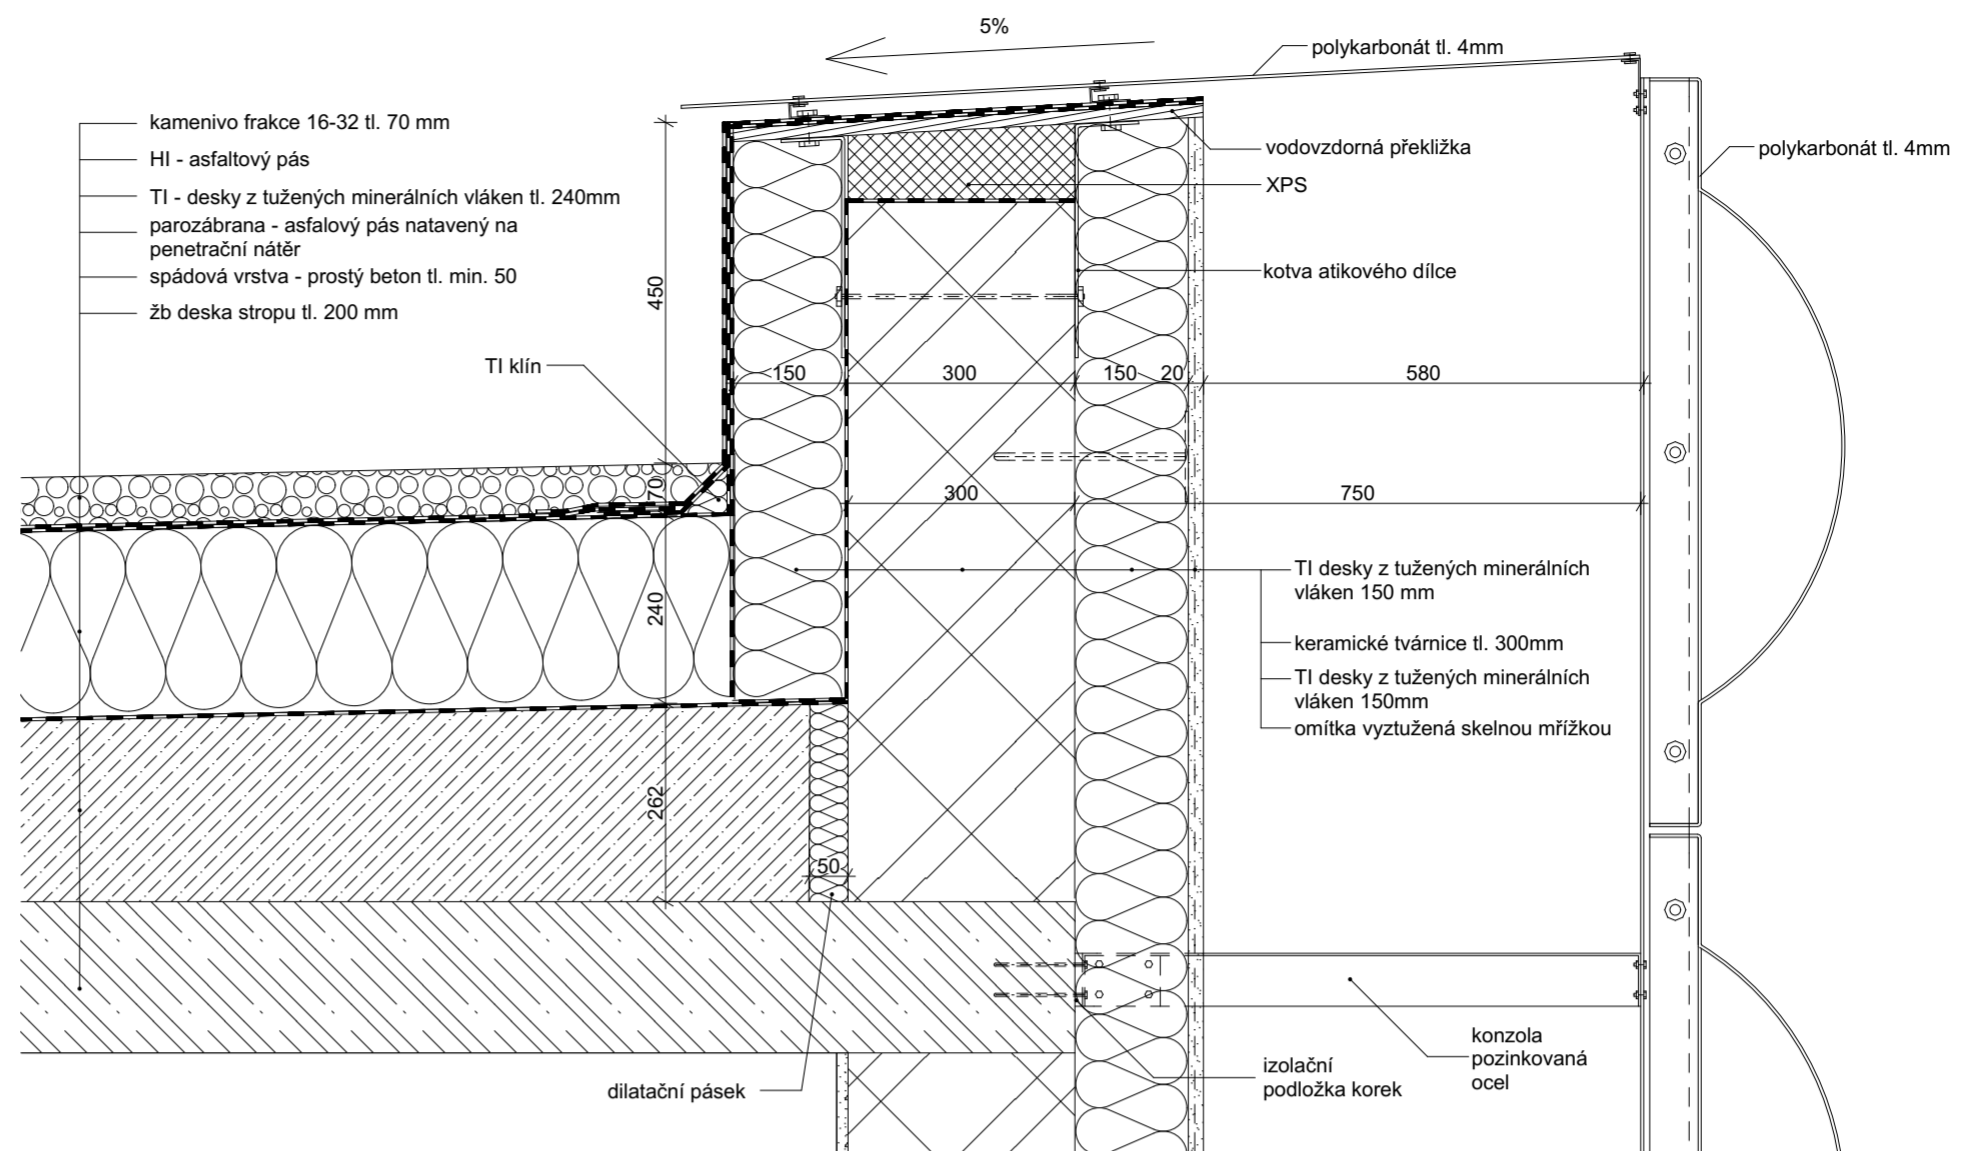 5%
polykarbonát tl. 4mm
kamenivo frakce 16-32 tl. 70 mm
HI - asfaltový pás
TI - desky z tužených minerálních vláken tl. 240mm
parozábrana - asfalový pás natavený na
penetrační nátěr
spádová vrstva - prostý beton tl. min. 50
žb deska stropu tl. 200 mm
vodovzdorná překližka
XPS
polykarbonát tl. 4mm
kotva atikového dílce
450
TI klín
150
300
150
20
580
70
300
750
240
TI desky z tužených minerálních
vláken 150 mm
keramické tvárnice tl. 300mm
TI desky z tužených minerálních
vláken 150mm
omítka vyztužená skelnou mřížkou
262
50
dilatační pásek
izolační
podložka korek
konzola
pozinkovaná
ocel